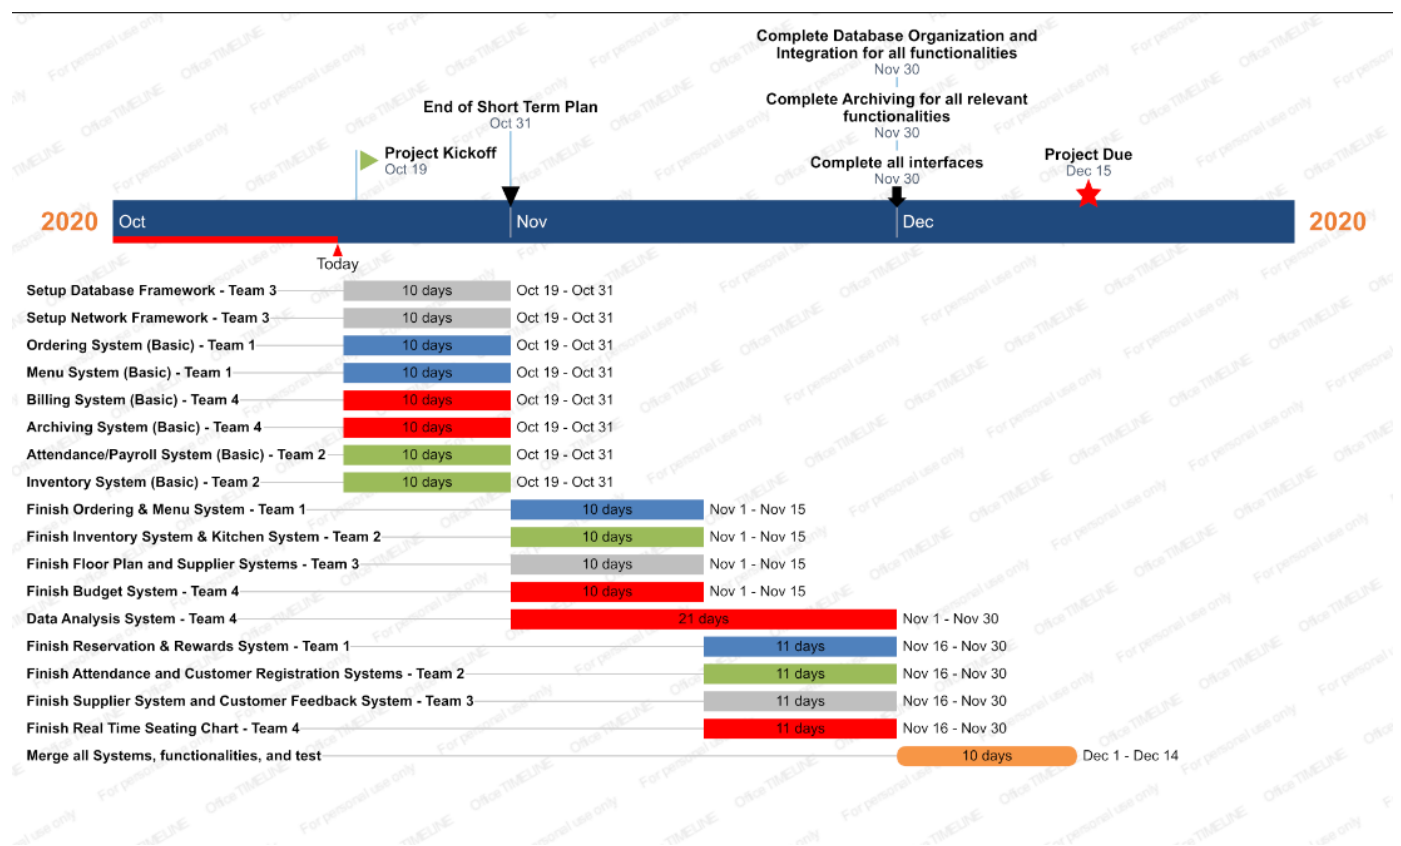 Complete Database Organization and
Integration for all functionalities
Nov 30
Complete Archiving for all relevant
functionalities
Nov 30
End of Short Term Plan
Oct 31
Project Kickoff
Oct 19
Complete all interfaces
Nov 30
Project Due
Dec 15
2020 Oct Nov Dec 2020
Today
Setup Database Framework - Team 3 10 days Oct 19 - Oct 31
Setup Network Framework - Team 3 10 days Oct 19 - Oct 31
Ordering System (Basic) - Team 1 10 days Oct 19 - Oct 31
Menu System (Basic) - Team 1 10 days Oct 19 - Oct 31
Billing System (Basic) - Team 4 10 days Oct 19 - Oct 31
Archiving System (Basic) - Team 4 10 days Oct 19 - Oct 31
Attendance/Payroll System (Basic) - Team 2 10 days Oct 19 - Oct 31
Inventory System (Basic) - Team 2 10 days Oct 19 - Oct 31
Finish Ordering & Menu System - Team 1 10 days Nov 1 - Nov 15
Finish Inventory System & Kitchen System - Team 2 10 days Nov 1 - Nov 15
Finish Floor Plan and Supplier Systems - Team 3 10 days Nov 1 - Nov 15
Finish Budget System - Team 4 10 days Nov 1 - Nov 15
Data Analysis System - Team 4 21 days Nov 1 - Nov 30
Finish Reservation & Rewards System - Team 1 11 days Nov 16 - Nov 30
Finish Attendance and Customer Registration Systems - Team 2 11 days Nov 16 - Nov 30
Finish Supplier System and Customer Feedback System - Team 3 11 days Nov 16 - Nov 30
Finish Real Time Seating Chart - Team 4 11 days Nov 16 - Nov 30
Merge all Systems, functionalities, and test 10 days Dec 1 - Dec 14
For personal use only
Office TIMELINE